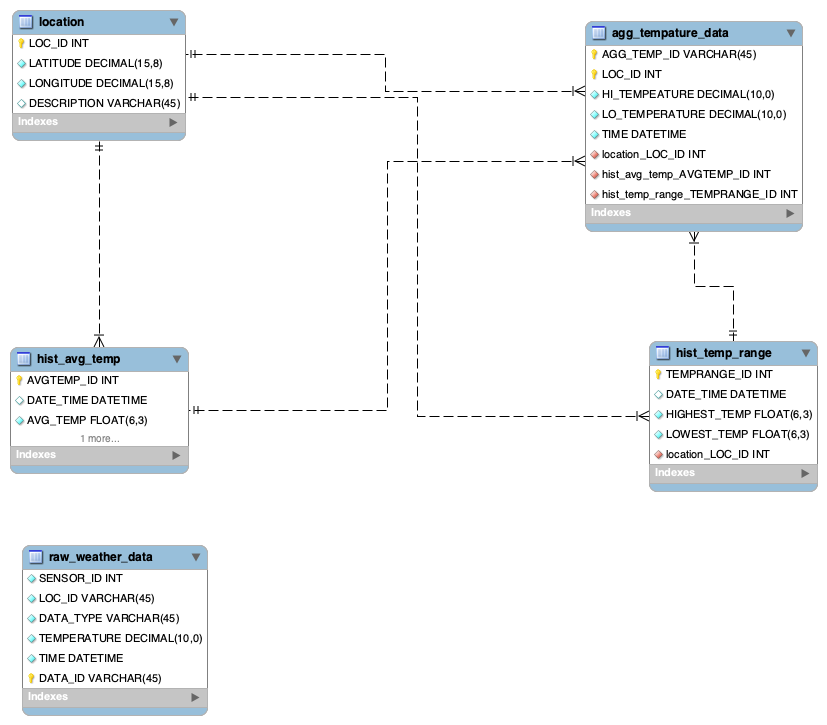 location
LOC_ID INT
LATITUDE DECIMAL(15,8)
LONGITUDE DECIMAL(15,8)
DESCRIPTION VARCHAR(45)
Indexes
agg_tempature_data
AGG_TEMP_ID VARCHAR(45)
LOC_ID INT
HI_TEMPEATURE DECIMAL(10,0)
LO_TEMPERATURE DECIMAL(10,0)
TIME DATETIME
location_LOC_ID INT
hist_avg_temp_AVGTEMP_ID INT
hist_temp_range_TEMPRANGE_ID INT
Indexes
hist_avg_temp
AVGTEMP_ID INT
DATE_TIME DATETIME
AVG_TEMP FLOAT(6,3)
1 more...
Indexes
hist_temp_range
TEMPRANGE_ID INT
DATE_TIME DATETIME
HIGHEST_TEMP FLOAT(6,3)
LOWEST_TEMP FLOAT(6,3)
location_LOC_ID INT
Indexes
raw_weather_data
SENSOR_ID INT
LOC_ID VARCHAR(45)
DATA_TYPE VARCHAR(45)
TEMPERATURE DECIMAL(10,0)
TIME DATETIME
DATA_ID VARCHAR(45)
Indexes